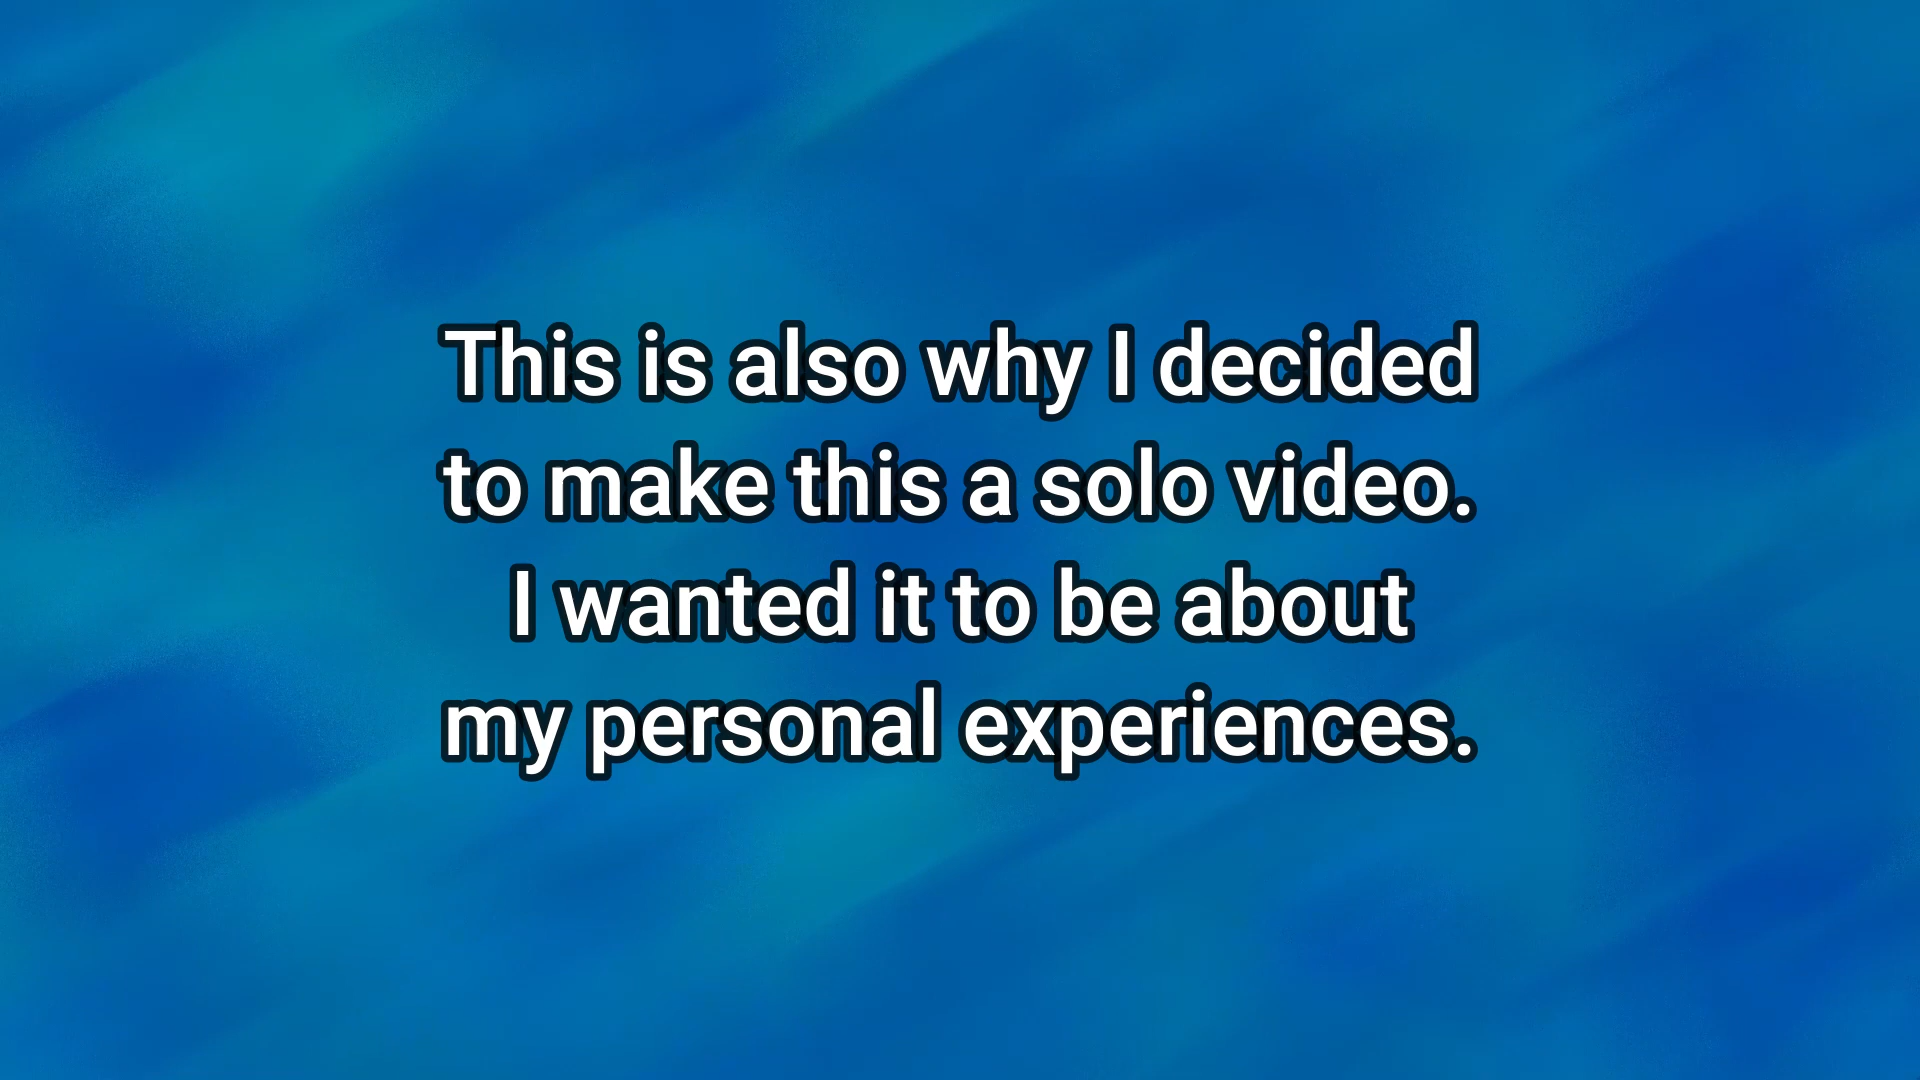 This is also why I decided
to make this a solo video.
I wanted it to be about
my personal experiences.